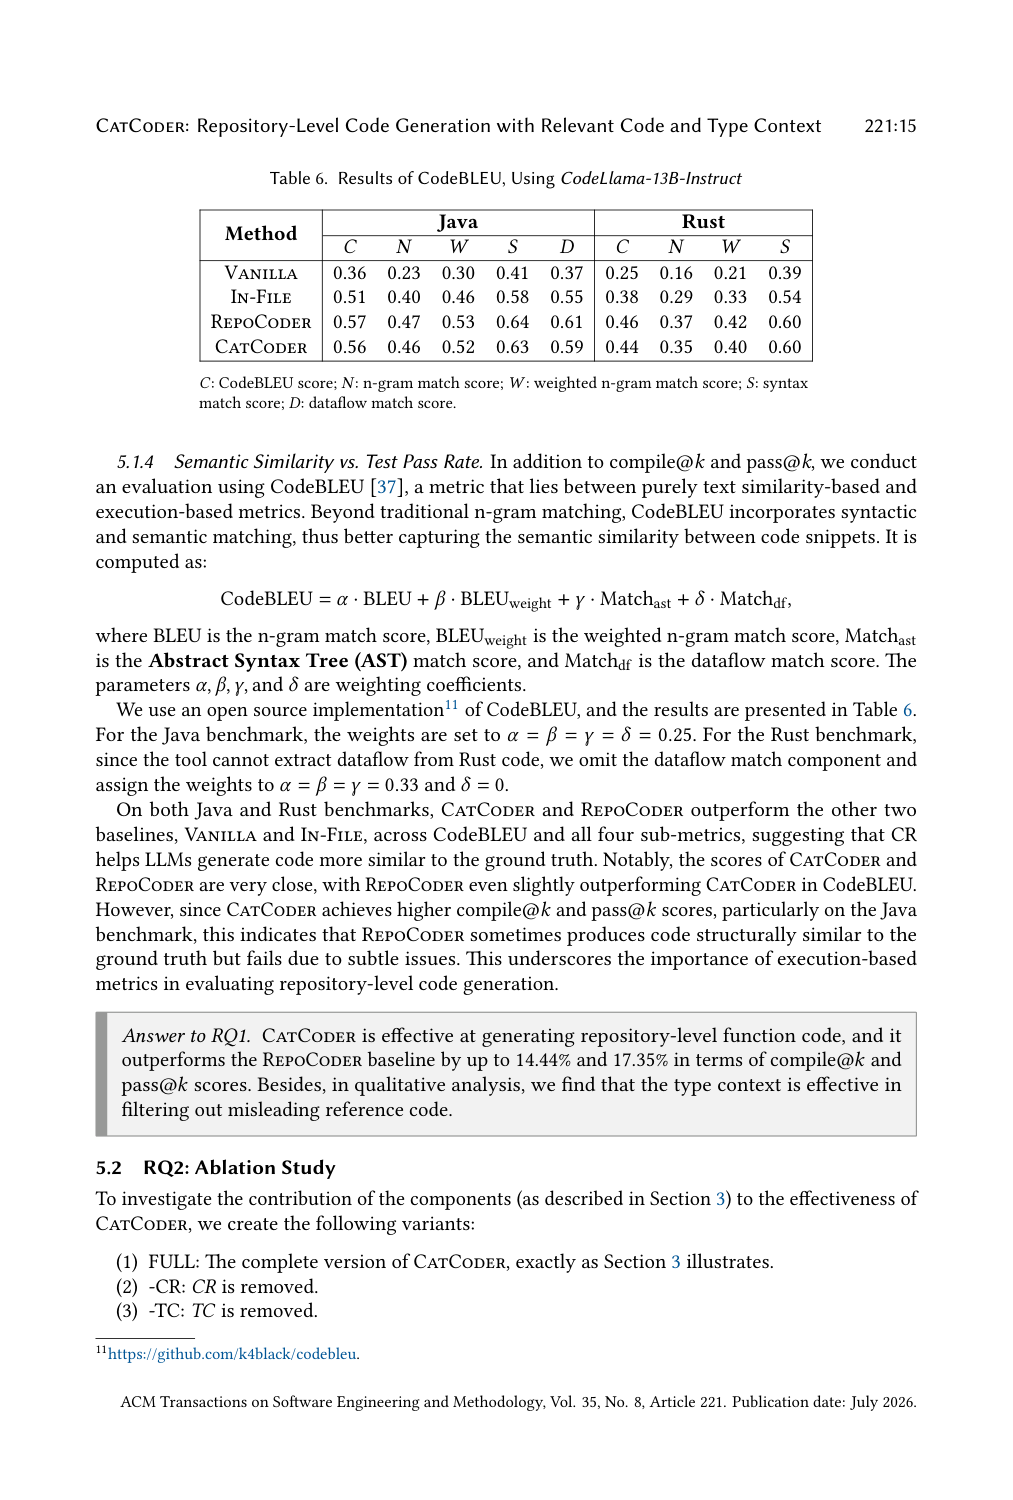 CatCoder: Repository-Level Code Generation with Relevant Code and Type Context 221:15
Table 6. Results of CodeBLEU, Using CodeLlama-13B-Instruct
Method Java Rust
C N W S D C N W S
Vanilla 0.36 0.23 0.30 0.41 0.37 0.25 0.16 0.21 0.39
In-File 0.51 0.40 0.46 0.58 0.55 0.38 0.29 0.33 0.54
RepoCoder 0.57 0.47 0.53 0.64 0.61 0.46 0.37 0.42 0.60
CatCoder 0.56 0.46 0.52 0.63 0.59 0.44 0.35 0.40 0.60
C: CodeBLEU score; N: n-gram match score; W: weighted n-gram match score; S: syntax
match score; D: dataflow match score.
5.1.4 Semantic Similarity vs. Test Pass Rate. In addition to compile@k and pass@k, we conduct
an evaluation using CodeBLEU [37], a metric that lies between purely text similarity-based and
execution-based metrics. Beyond traditional n-gram matching, CodeBLEU incorporates syntactic
and semantic matching, thus better capturing the semantic similarity between code snippets. It is
computed as:
CodeBLEU = α · BLEU + β · BLEUweight + γ · Matchast + δ · Matchdf,
where BLEU is the n-gram match score, BLEUweight is the weighted n-gram match score, Matchast
is the Abstract Syntax Tree (AST) match score, and Matchdf is the dataflow match score. The
parameters α, β, γ, and δ are weighting coefficients.
We use an open source implementation11 of CodeBLEU, and the results are presented in Table 6.
For the Java benchmark, the weights are set to α = β = γ = δ = 0.25. For the Rust benchmark,
since the tool cannot extract dataflow from Rust code, we omit the dataflow match component and
assign the weights to α = β = γ = 0.33 and δ = 0.
On both Java and Rust benchmarks, CatCoder and RepoCoder outperform the other two
baselines, Vanilla and In-File, across CodeBLEU and all four sub-metrics, suggesting that CR
helps LLMs generate code more similar to the ground truth. Notably, the scores of CatCoder and
RepoCoder are very close, with RepoCoder even slightly outperforming CatCoder in CodeBLEU.
However, since CatCoder achieves higher compile@k and pass@k scores, particularly on the Java
benchmark, this indicates that RepoCoder sometimes produces code structurally similar to the
ground truth but fails due to subtle issues. This underscores the importance of execution-based
metrics in evaluating repository-level code generation.
Answer to RQ1. CatCoder is effective at generating repository-level function code, and it
outperforms the RepoCoder baseline by up to 14.44% and 17.35% in terms of compile@k and
pass@k scores. Besides, in qualitative analysis, we find that the type context is effective in
filtering out misleading reference code.
5.2 RQ2: Ablation Study
To investigate the contribution of the components (as described in Section 3) to the effectiveness of
CatCoder, we create the following variants:
(1) FULL: The complete version of CatCoder, exactly as Section 3 illustrates.
(2) -CR: CR is removed.
(3) -TC: TC is removed.
11https://github.com/k4black/codebleu.
ACM Transactions on Software Engineering and Methodology, Vol. 35, No. 8, Article 221. Publication date: July 2026.